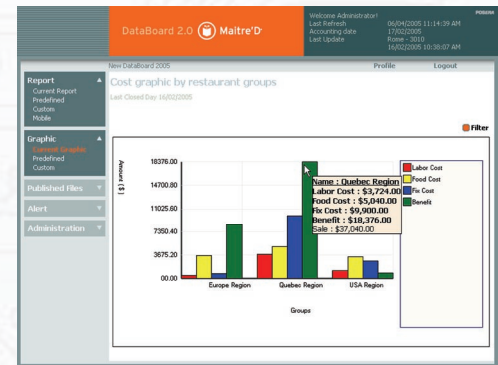 DataBoard 2.0 Maitre'D
Welcome Administrator!
Last Refresh 06/04/2005 11:14:39 AM
Accounting date 17/02/2005
Last Update Rome - 3010
16/02/2005 10:38:07 AM
POSERA
New DataBoard 2005 Profile Logout
Report
Current Report
Predefined
Custom
Mobile
Graphic
Current Graphic
Predefined
Custom
Published Files
Alert
Administration
Cost graphic by restaurant groups
Last Closed Day 16/02/2005
Filter
Amount ($)
18376.00
14700.80
11025.60
7350.40
3675.20
00.00
Europe Region
Quebec Region
USA Region
Groups
Name : Quebec Region
Labor Cost : $3,724.00
Food Cost : $5,040.00
Fix Cost : $9,900.00
Benefit : $18,376.00
Sale : $37,040.00
Labor Cost
Food Cost
Fix Cost
Benefit